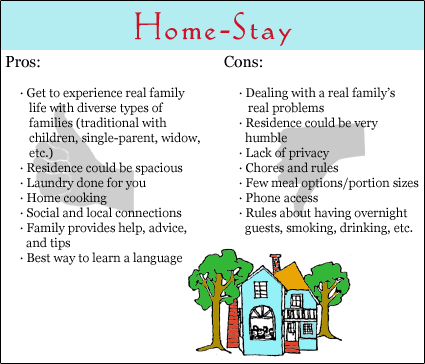 Home-Stay
Pros:
· Get to experience real family
life with diverse types of
families (traditional with
children, single-parent, widow,
etc.)
· Residence could be spacious
· Laundry done for you
· Home cooking
· Social and local connections
· Family provides help, advice,
and tips
· Best way to learn a language
Cons:
· Dealing with a real family's
real problems
· Residence could be very
humble
· Lack of privacy
· Chores and rules
· Few meal options/portion sizes
· Phone access
· Rules about having overnight
guests, smoking, drinking, etc.